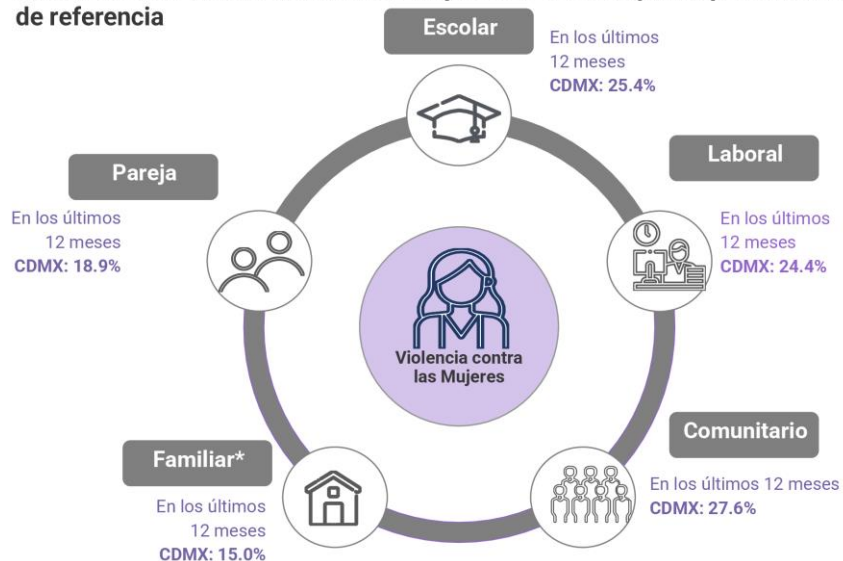 de referencia
Escolar
En los últimos
12 meses
CDMX: 25.4%
Laboral
En los últimos
12 meses
CDMX: 24.4%
Pareja
En los últimos
12 meses
CDMX: 18.9%
Violencia contra
las Mujeres
Comunitario
En los últimos 12 meses
CDMX: 27.6%
Familiar*
En los últimos
12 meses
CDMX: 15.0%